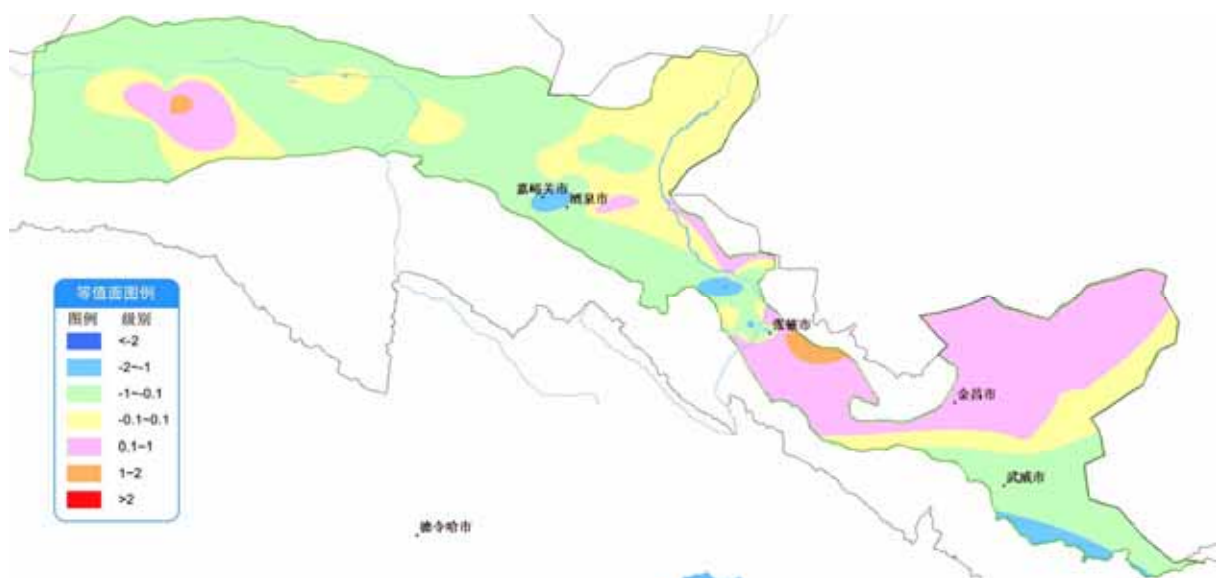 嘉峪关市
酒泉市
张掖市
金昌市
武威市
德令哈市
等值面图例
图例 级别
<-2
-2~-1
-1~-0.1
-0.1~0.1
0.1~1
1~2
>2